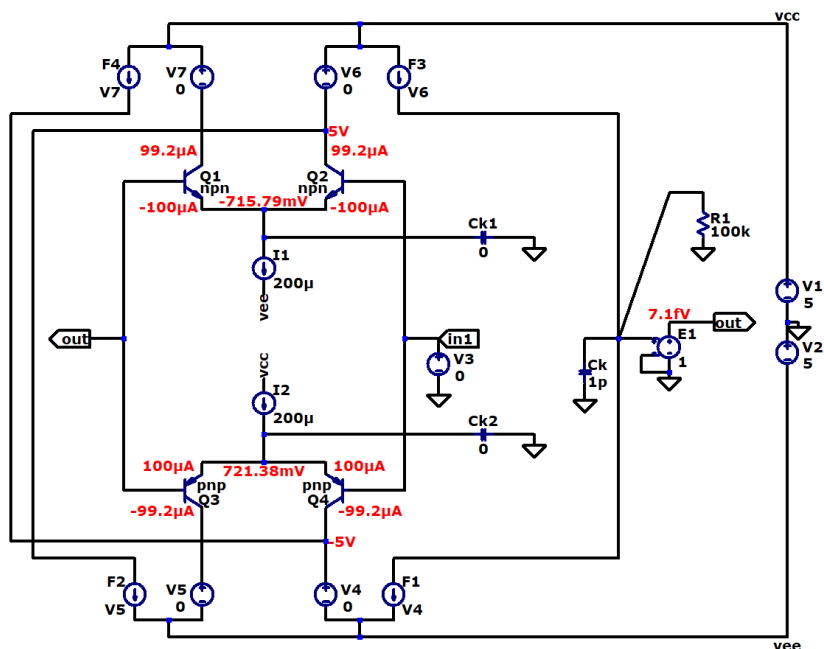 vcc
F4
V7
V7
0
V6
0
F3
V6
5V
99.2µA
99.2µA
Q1
npn
Q2
npn
-715.79mV
-100µA
-100µA
Ck1
0
R1
100k
I1
200µ
vee
V1
5
7.1fV
out
E1
1
out
in1
V3
0
V2
5
vcc
I2
200µ
Ck
1p
Ck2
0
100µA
721.38mV
100µA
pnp
Q3
pnp
Q4
-99.2µA
-99.2µA
-5V
F2
V5
V5
0
V4
0
F1
V4
vee